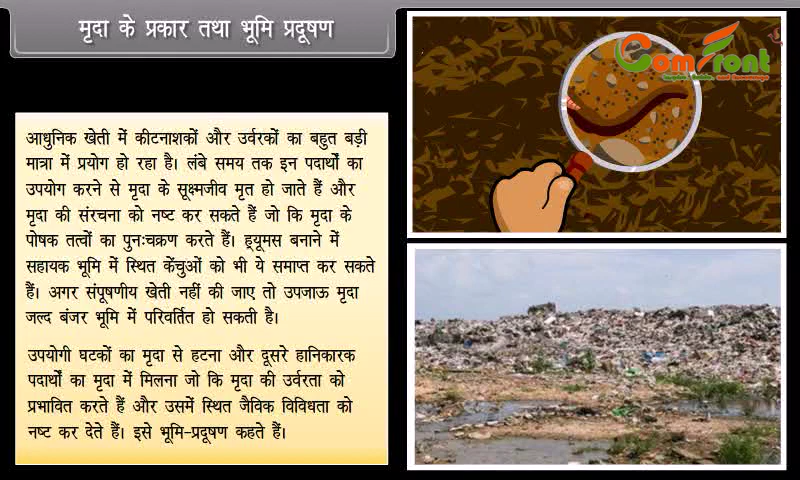 मृदा के प्रकार तथा भूमि प्रदूषण
आधुनिक खेती में कीटनाशकों और उर्वरकों का बहुत बड़ी
मात्रा में प्रयोग हो रहा है। लंबे समय तक इन पदार्थों का
उपयोग करने से मृदा के सूक्ष्मजीव मृत हो जाते हैं और
मृदा की संरचना को नष्ट कर सकते हैं जो कि मृदा के
पोषक तत्वों का पुनःचक्रण करते हैं। ह्यूमस बनाने में
सहायक भूमि में स्थित केंचुओं को भी ये समाप्त कर सकते
हैं। अगर संपूषणीय खेती नहीं की जाए तो उपजाऊ मृदा
जल्द बंजर भूमि में परिवर्तित हो सकती है।
उपयोगी घटकों का मृदा से हटना और दूसरे हानिकारक
पदार्थों का मृदा में मिलना जो कि मृदा की उर्वरता को
प्रभावित करते हैं और उसमें स्थित जैविक विविधता को
नष्ट कर देते हैं। इसे भूमि-प्रदूषण कहते हैं।
ComFront